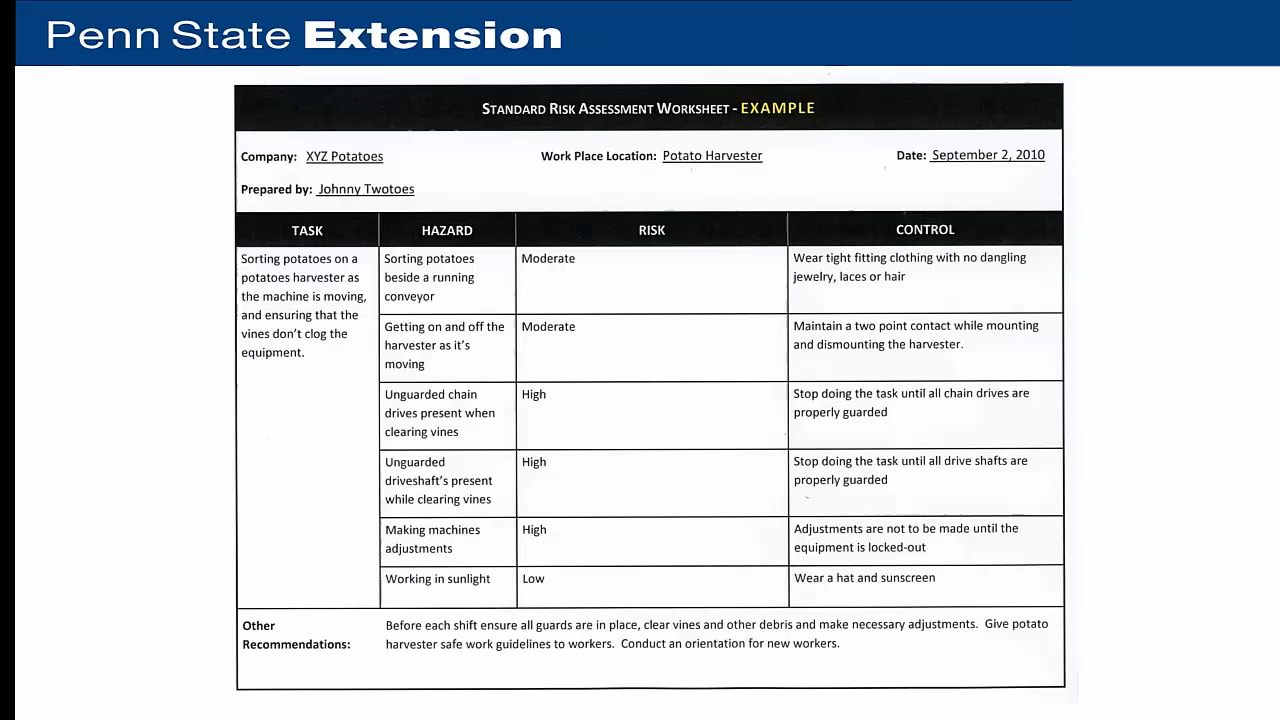 Penn State Extension
STANDARD RISK ASSESSMENT WORKSHEET - EXAMPLE
Company: XYZ Potatoes Work Place Location: Potato Harvester Date: September 2, 2010
Prepared by: Johnny Twotoes
TASK HAZARD RISK CONTROL
Sorting potatoes on a
potatoes harvester as
the machine is moving,
and ensuring that the
vines don't clog the
equipment.
Sorting potatoes
beside a running
conveyor
Moderate
Wear tight fitting clothing with no dangling
jewelry, laces or hair
Getting on and off the
harvester as it's
moving
Moderate
Maintain a two point contact while mounting
and dismounting the harvester.
Unguarded chain
drives present when
clearing vines
High
Stop doing the task until all chain drives are
properly guarded
Unguarded
driveshaft's present
while clearing vines
High
Stop doing the task until all drive shafts are
properly guarded
Making machines
adjustments
High
Adjustments are not to be made until the
equipment is locked-out
Working in sunlight
Low
Wear a hat and sunscreen
Other
Recommendations:
Before each shift ensure all guards are in place, clear vines and other debris and make necessary adjustments. Give potato
harvester safe work guidelines to workers. Conduct an orientation for new workers.